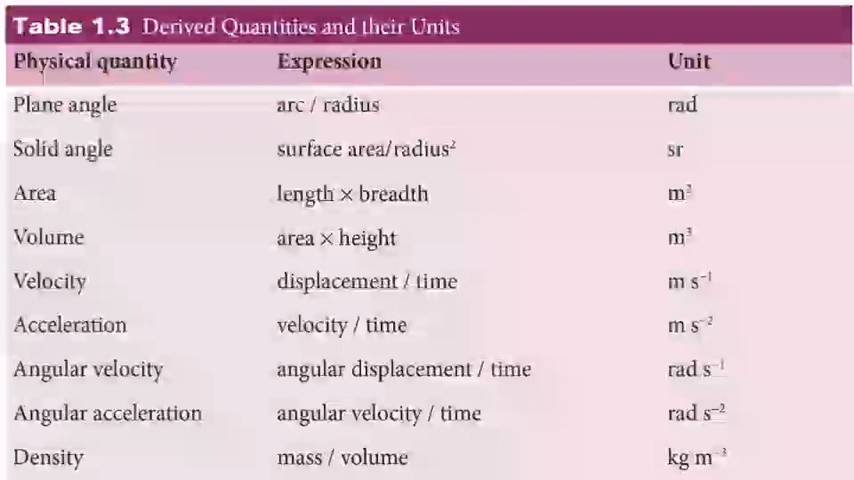 Table 1.3 Derived Quantities and their Units
Physical quantity Expression Unit
Plane angle arc / radius rad
Solid angle surface area/radius² sr
Area length × breadth m²
Volume area × height m³
Velocity displacement / time m s⁻¹
Acceleration velocity / time m s⁻²
Angular velocity angular displacement / time rad s⁻¹
Angular acceleration angular velocity / time rad s⁻²
Density mass / volume kg m⁻³